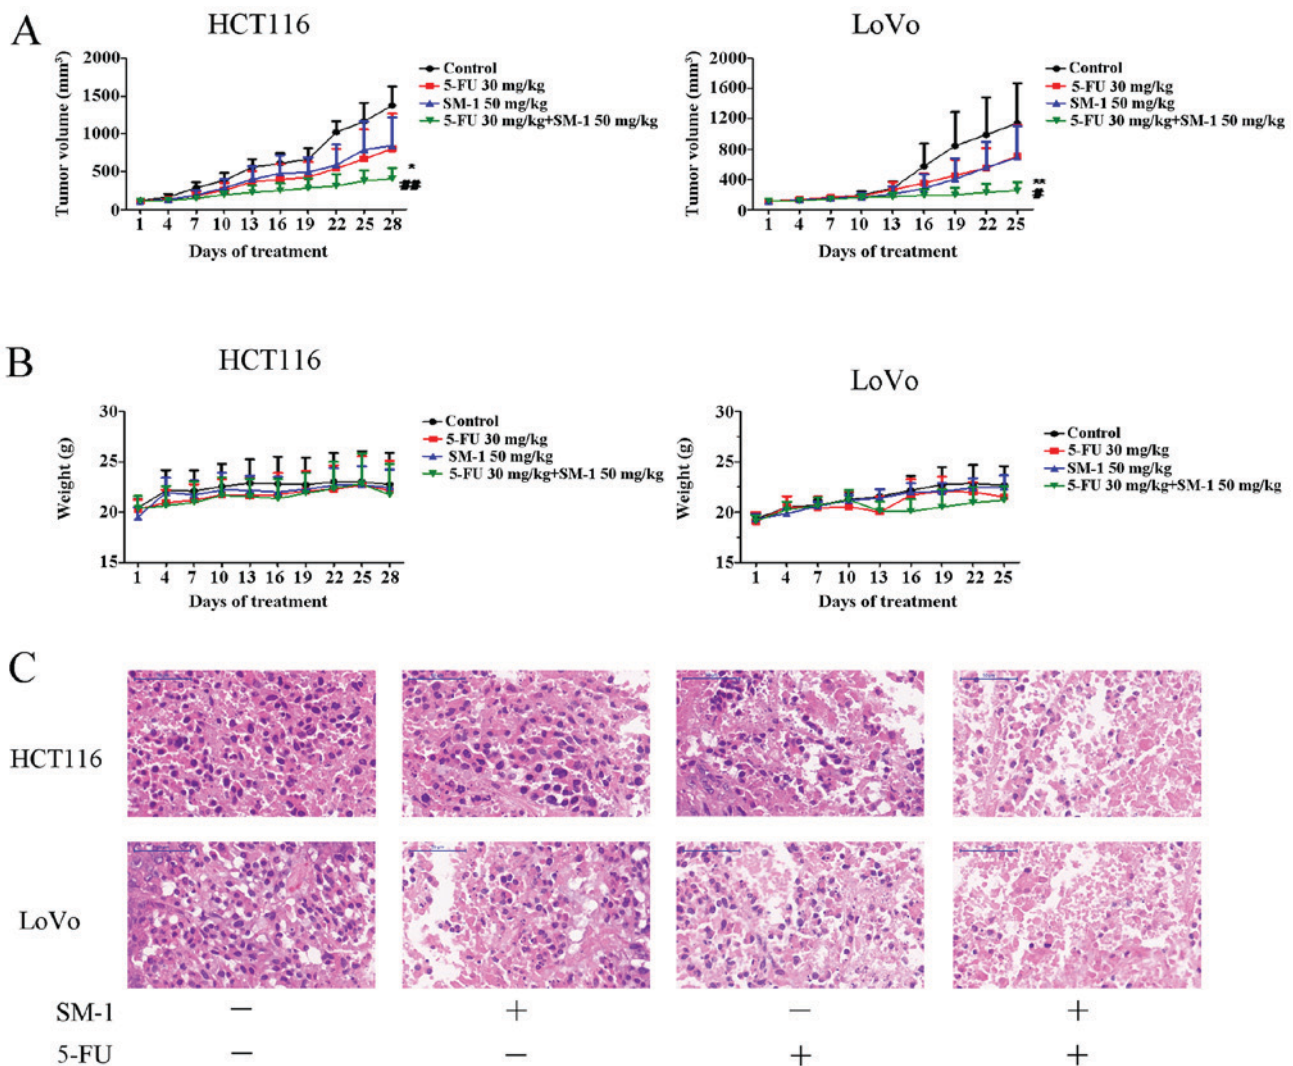 A
HCT116
Tumor volume (mm³)
2000
1500
1000
500
0
1 4 7 10 13 16 19 22 25 28
Days of treatment
Control
5-FU 30 mg/kg
SM-1 50 mg/kg
5-FU 30 mg/kg+SM-1 50 mg/kg
*
##
LoVo
Tumor volume (mm³)
2000
1600
1200
800
400
0
1 4 7 10 13 16 19 22 25
Days of treatment
Control
5-FU 30 mg/kg
SM-1 50 mg/kg
5-FU 30 mg/kg+SM-1 50 mg/kg
**
#
B
HCT116
Weight (g)
30
25
20
15
1 4 7 10 13 16 19 22 25 28
Days of treatment
Control
5-FU 30 mg/kg
SM-1 50 mg/kg
5-FU 30 mg/kg+SM-1 50 mg/kg
LoVo
Weight (g)
30
25
20
15
1 4 7 10 13 16 19 22 25
Days of treatment
Control
5-FU 30 mg/kg
SM-1 50 mg/kg
5-FU 30 mg/kg+SM-1 50 mg/kg
C
HCT116
LoVo
SM-1 − + − +
5-FU − − + +